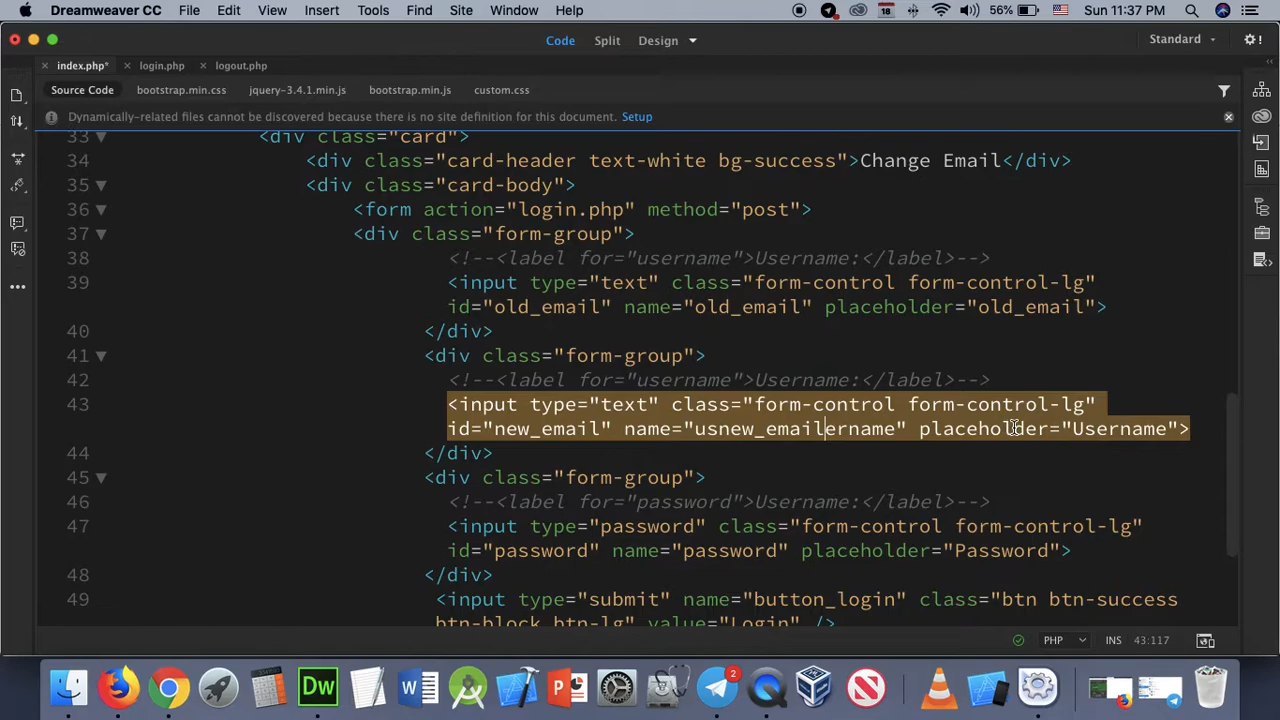 Dreamweaver CC File Edit View Insert Tools Find Site Window Help 18 56% Sun 11:37 PM
Code Split Design Standard
index.php* login.php logout.php
Source Code bootstrap.min.css jquery-3.4.1.min.js bootstrap.min.js custom.css
Dynamically-related files cannot be discovered because there is no site definition for this document. Setup
33 <div class="card">
34 <div class="card-header text-white bg-success">Change Email</div>
35 <div class="card-body">
36 <form action="login.php" method="post">
37 <div class="form-group">
38 <!--<label for="username">Username:</label>-->
39 <input type="text" class="form-control form-control-lg"
id="old_email" name="old_email" placeholder="old_email">
40 </div>
41 <div class="form-group">
42 <!--<label for="username">Username:</label>-->
43 <input type="text" class="form-control form-control-lg"
id="new_email" name="usnew_emailername" placeholder="Username">
44 </div>
45 <div class="form-group">
46 <!--<label for="password">Username:</label>-->
47 <input type="password" class="form-control form-control-lg"
id="password" name="password" placeholder="Password">
48 </div>
49 <input type="submit" name="button_login" class="btn btn-success
btn-block btn-lg" value="Login" />
PHP INS 43:117
Dw W P 2